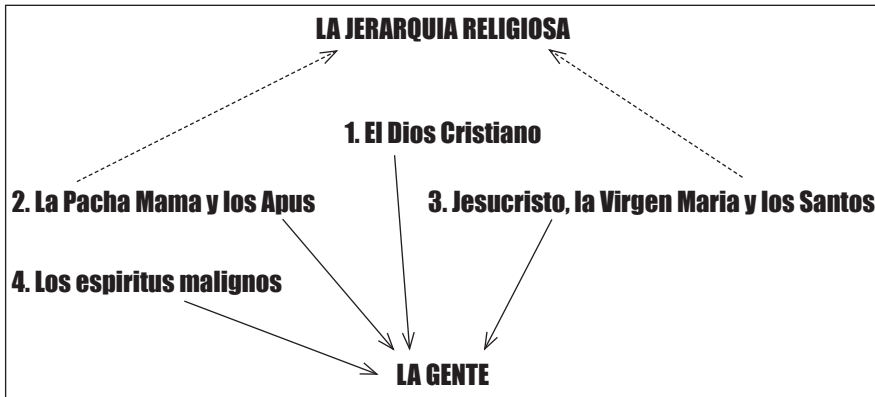 LA JERARQUIA RELIGIOSA
1. El Dios Cristiano
2. La Pacha Mama y los Apus
3. Jesucristo, la Virgen Maria y los Santos
4. Los espiritus malignos
LA GENTE